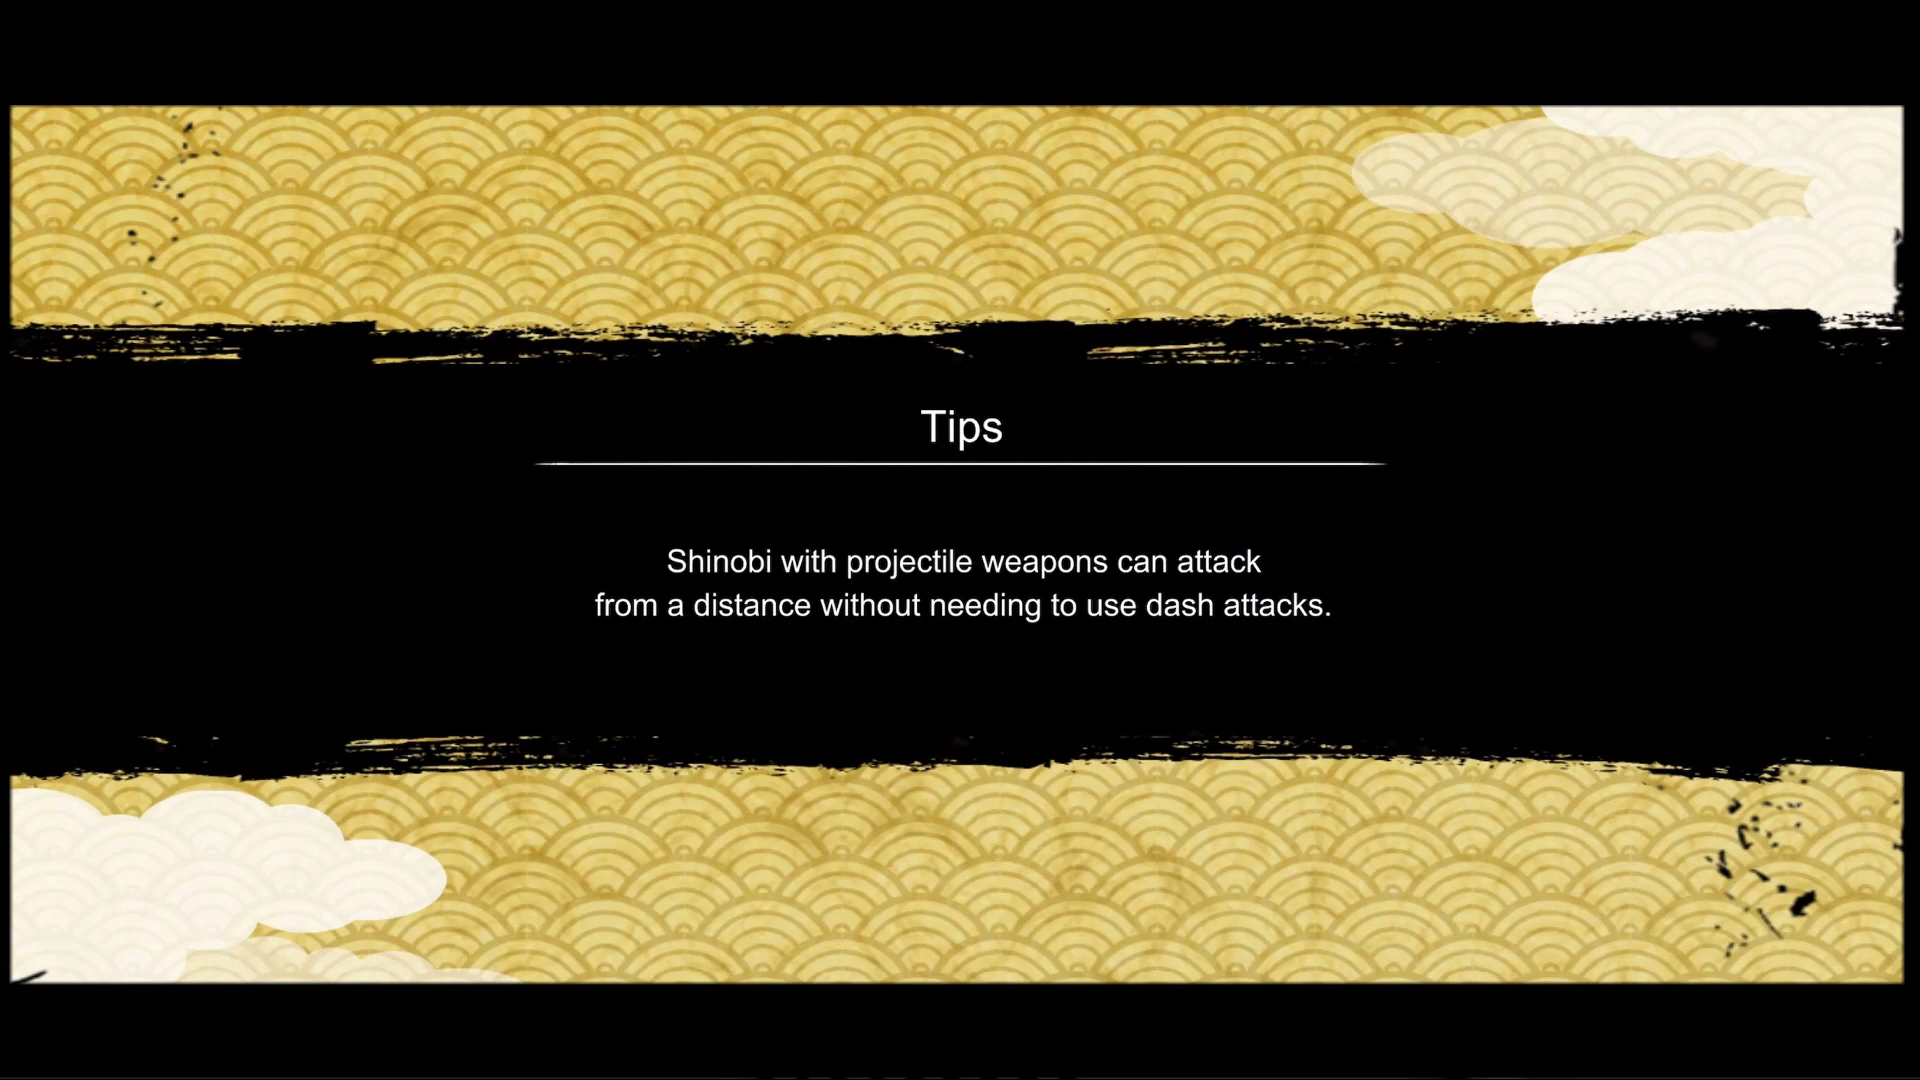 Tips
Shinobi with projectile weapons can attack
from a distance without needing to use dash attacks.